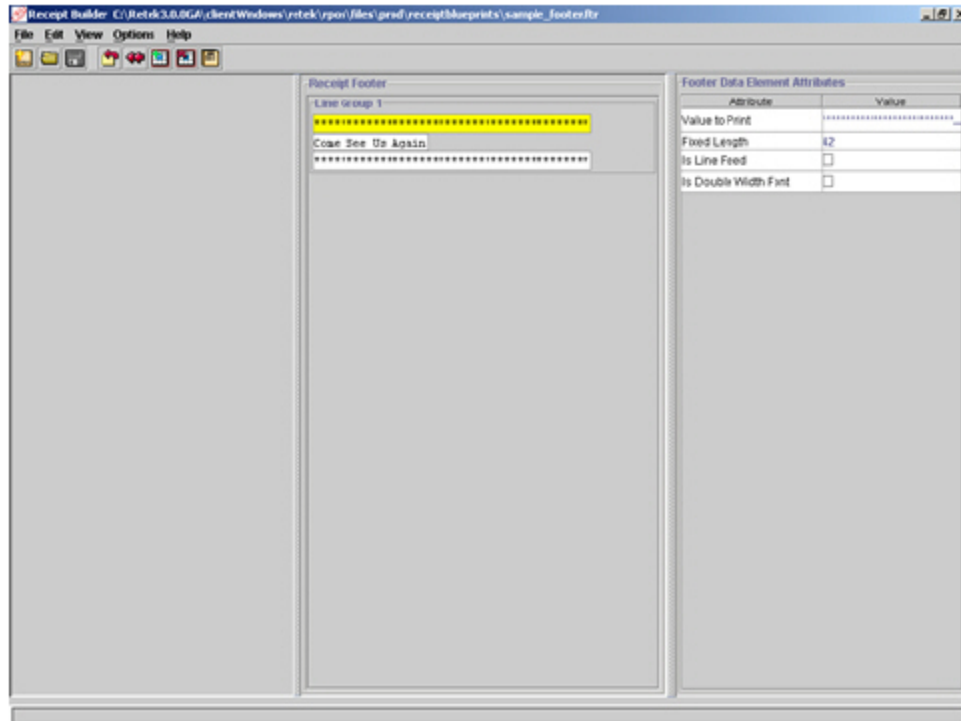 Receipt Builder C:\Retek3.0.0GA\clientWindows\retek\rpos\files\prod\receiptblueprints\sample_footer.ftr
File Edit View Options Help
Receipt Footer
Line Group 1
Come See Us Again
Footer Data Element Attributes
Attribute Value
Value to Print
Fixed Length 42
Is Line Feed
Is Double Width Font